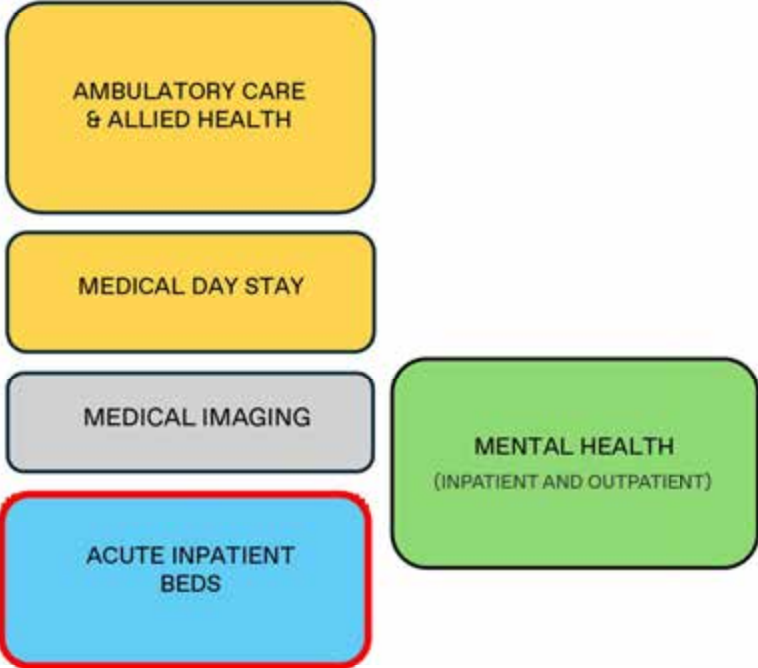 AMBULATORY CARE
& ALLIED HEALTH
MEDICAL DAY STAY
MEDICAL IMAGING
MENTAL HEALTH
(INPATIENT AND OUTPATIENT)
ACUTE INPATIENT
BEDS